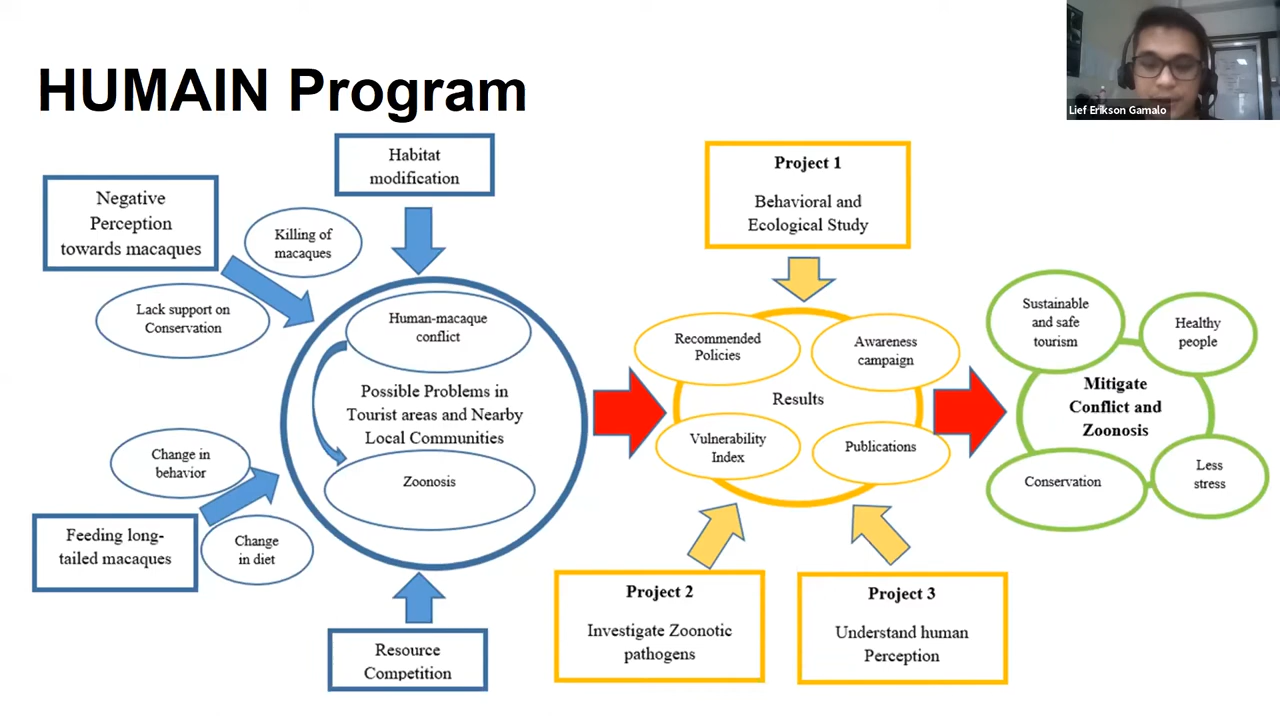 HUMAIN Program
Lief Erikson Gamalo
Habitat
modification
Negative
Perception
towards macaques
Killing of
macaques
Lack support on
Conservation
Human-macaque
conflict
Possible Problems in
Tourist areas and Nearby
Local Communities
Zoonosis
Change in
behavior
Feeding long-
tailed macaques
Change
in diet
Resource
Competition
Project 1
Behavioral and
Ecological Study
Recommended
Policies
Awareness
campaign
Results
Vulnerability
Index
Publications
Project 2
Investigate Zoonotic
pathogens
Project 3
Understand human
Perception
Sustainable
and safe
tourism
Healthy
people
Mitigate
Conflict and
Zoonosis
Conservation
Less
stress